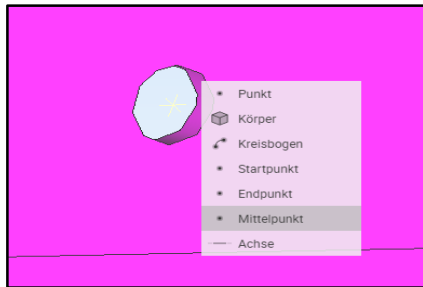 Punkt
Körper
Kreisbogen
Startpunkt
Endpunkt
Mittelpunkt
Achse